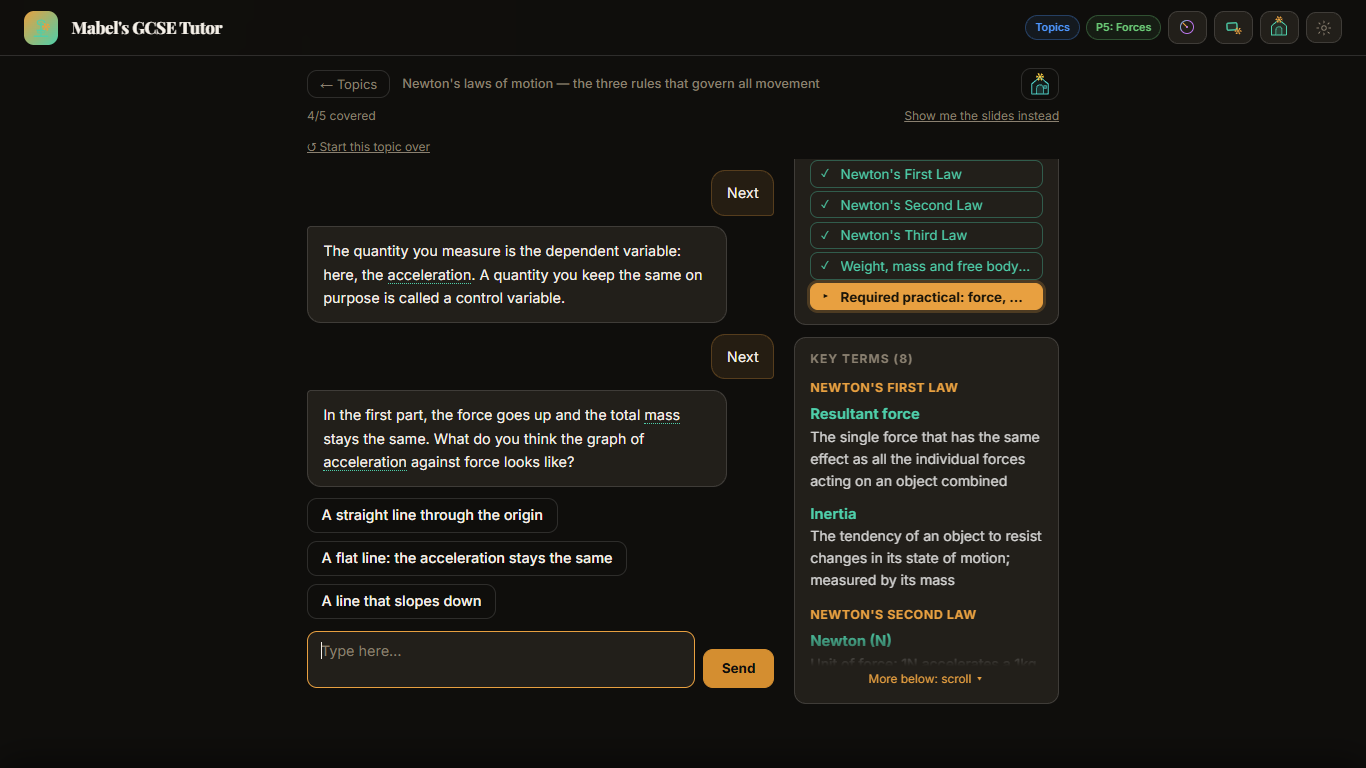 Mabel's GCSE Tutor
Topics
P5: Forces
← Topics
Newton's laws of motion — the three rules that govern all movement
4/5 covered
Show me the slides instead
↺ Start this topic over
Next
The quantity you measure is the dependent variable:
here, the acceleration. A quantity you keep the same on
purpose is called a control variable.
Next
In the first part, the force goes up and the total mass
stays the same. What do you think the graph of
acceleration against force looks like?
A straight line through the origin
A flat line: the acceleration stays the same
A line that slopes down
Type here...
Send
✓ Newton's First Law
✓ Newton's Second Law
✓ Newton's Third Law
✓ Weight, mass and free body...
▸ Required practical: force, ...
KEY TERMS (8)
NEWTON'S FIRST LAW
Resultant force
The single force that has the same
effect as all the individual forces
acting on an object combined
Inertia
The tendency of an object to resist
changes in its state of motion;
measured by its mass
NEWTON'S SECOND LAW
Newton (N)
Unit of force: 1N accelerates a 1kg
More below: scroll ▾